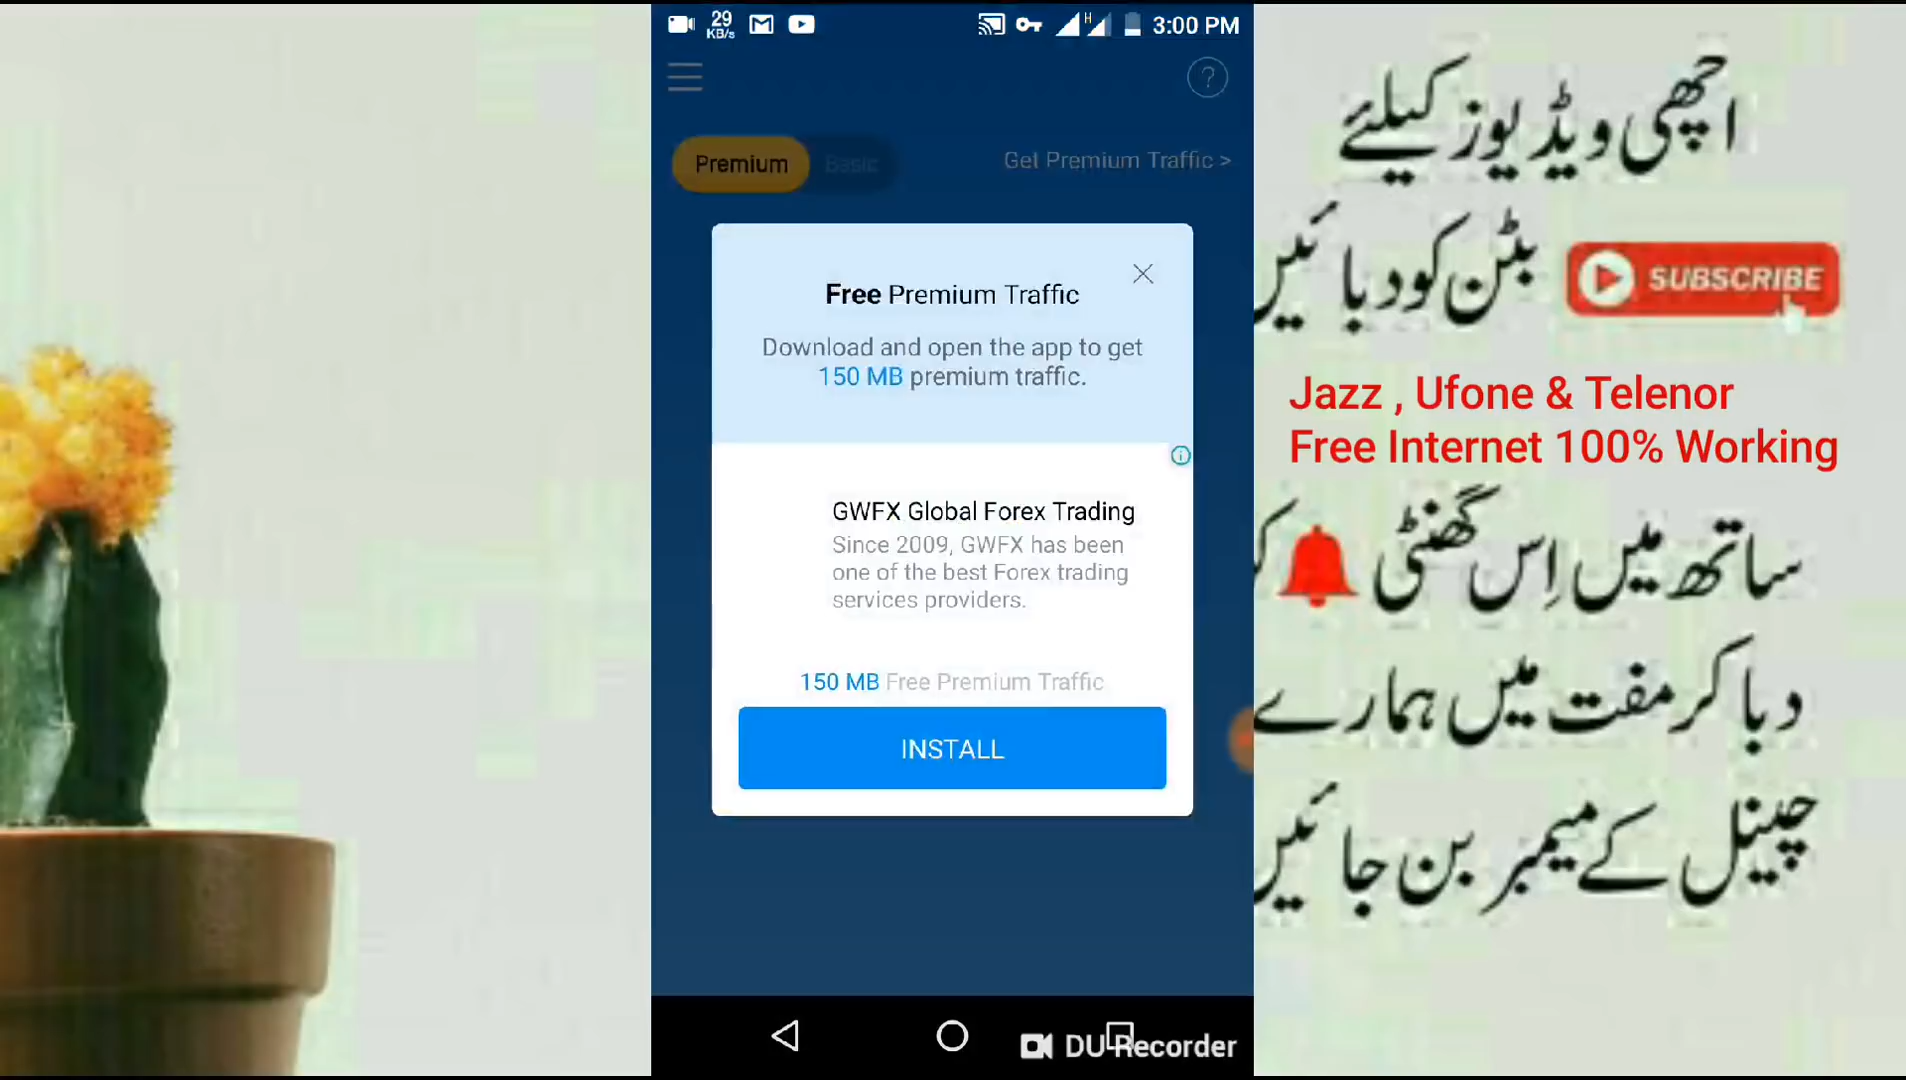 29
KB/s
H
3:00 PM
?
Premium
Basic
Get Premium Traffic >
Free Premium Traffic
Download and open the app to get
150 MB premium traffic.
GWFX Global Forex Trading
Since 2009, GWFX has been
one of the best Forex trading
services providers.
150 MB Free Premium Traffic
INSTALL
DU Recorder
اچھی ویڈیوز کیلئے
بٹن کو دبائیں
SUBSCRIBE
Jazz , Ufone & Telenor
Free Internet 100% Working
ساتھ میں اِس گھنٹی
دبا کر مفت میں ہمارے
چینل کے میمبر بن جائیں